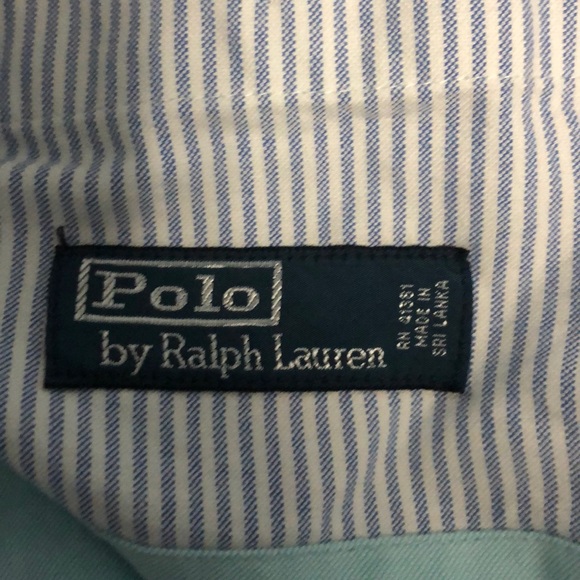 Polo
by Ralph Lauren
RN 41381
MADE IN
SRI LANKA